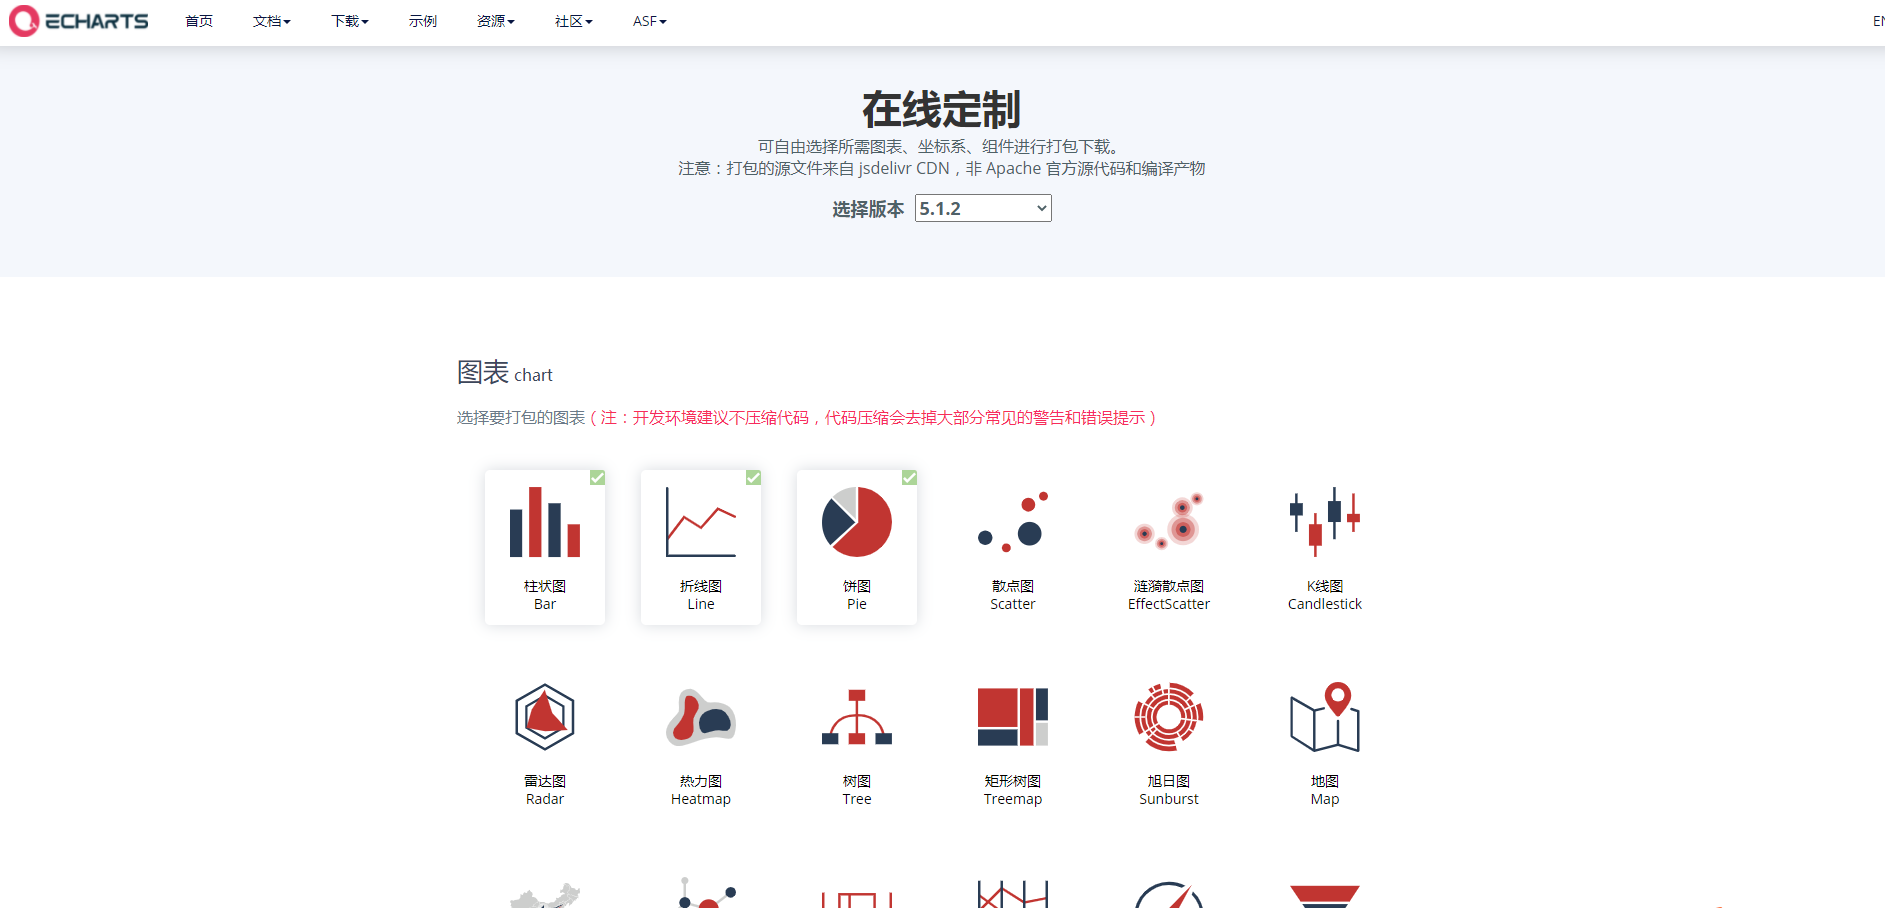 ECHARTS 首页 文档 下载 示例 资源 社区 ASF EN
在线定制
可自由选择所需图表、坐标系、组件进行打包下载。
注意：打包的源文件来自 jsdelivr CDN，非 Apache 官方源代码和编译产物
选择版本 5.1.2
图表 chart
选择要打包的图表（注：开发环境建议不压缩代码，代码压缩会去掉大部分常见的警告和错误提示）
柱状图 折线图 饼图 散点图 涟漪散点图 K线图
Bar Line Pie Scatter EffectScatter Candlestick
雷达图 热力图 树图 矩形树图 旭日图 地图
Radar Heatmap Tree Treemap Sunburst Map